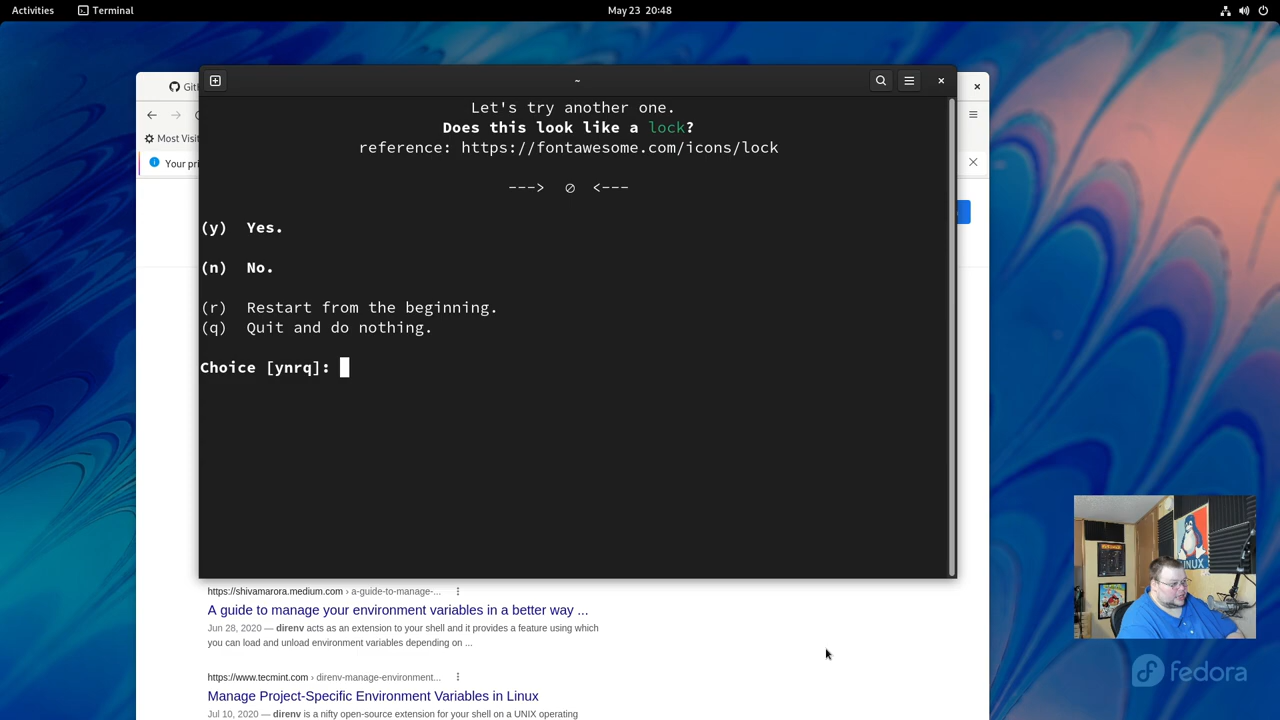 Activities
Terminal
May 23 20:48
Git
~
Most Visit
Your pri
Let's try another one.
Does this look like a lock?
reference: https://fontawesome.com/icons/lock
---> ⊘ <---
(y) Yes.
(n) No.
(r) Restart from the beginning.
(q) Quit and do nothing.
Choice [ynrq]:
https://shivamarora.medium.com › a-guide-to-manage-...
A guide to manage your environment variables in a better way ...
Jun 28, 2020 — direnv acts as an extension to your shell and it provides a feature using which
you can load and unload environment variables depending on ...
https://www.tecmint.com › direnv-manage-environment...
Manage Project-Specific Environment Variables in Linux
Jul 10, 2020 — direnv is a nifty open-source extension for your shell on a UNIX operating
fedora